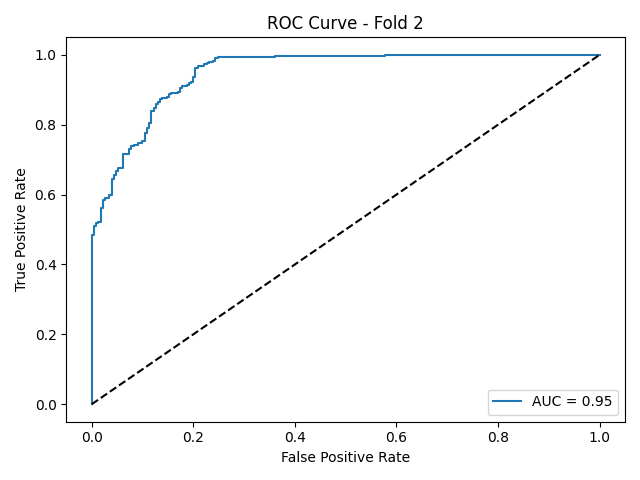 ROC Curve - Fold 2
True Positive Rate
1.0
0.8
0.6
0.4
0.2
0.0
AUC = 0.95
0.0 0.2 0.4 0.6 0.8 1.0
False Positive Rate